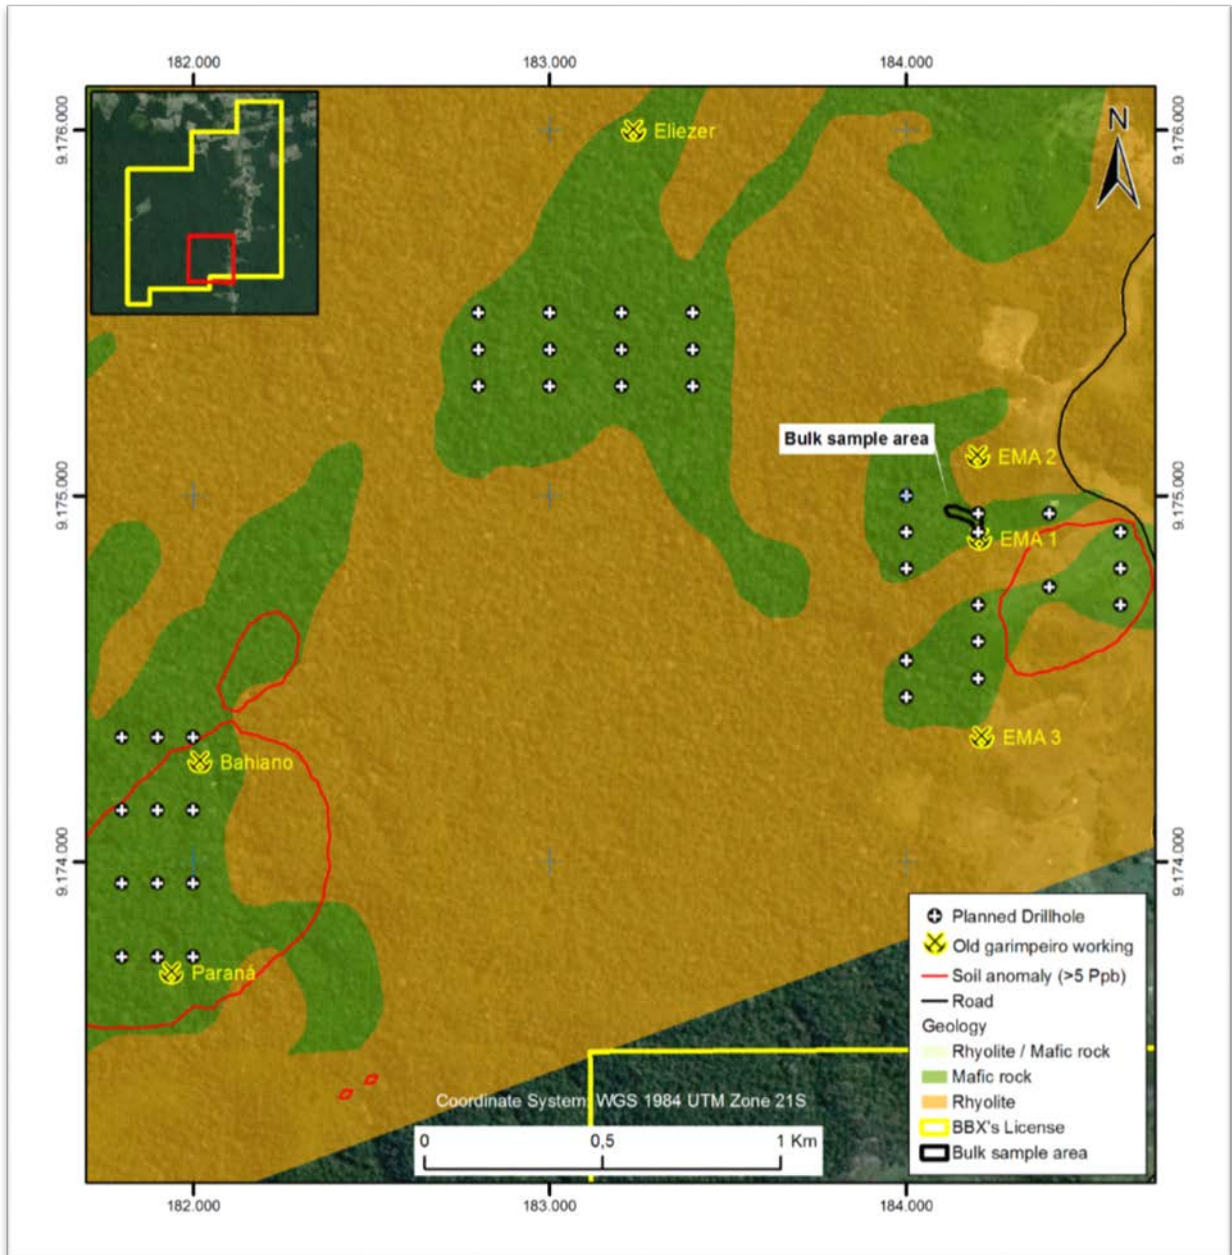 182.000 183.000 184.000
9.176.000 9.176.000
N
Eliezer
Bulk sample area
EMA 2
9.175.000 9.175.000
EMA 1
EMA 3
Bahiano
9.174.000 9.174.000
Paraná
Planned Drillhole
Old garimpeiro working
Soil anomaly (>5 Ppb)
Road
Geology
Rhyolite / Mafic rock
Mafic rock
Rhyolite
BBX's License
Bulk sample area
Coordinate System: WGS 1984 UTM Zone 21S
0 0,5 1 Km
182.000 183.000 184.000